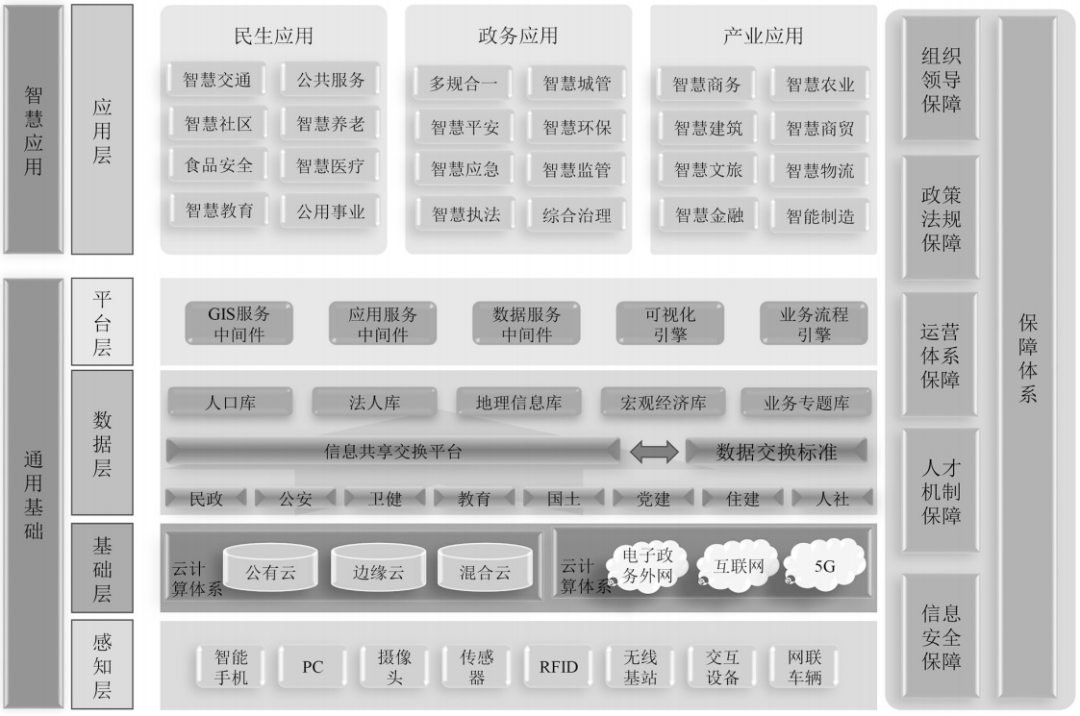 智慧应用
应用层
民生应用
智慧交通
公共服务
智慧社区
智慧养老
食品安全
智慧医疗
智慧教育
公用事业
政务应用
多规合一
智慧城管
智慧平安
智慧环保
智慧应急
智慧监管
智慧执法
综合治理
产业应用
智慧商务
智慧农业
智慧建筑
智慧商贸
智慧文旅
智慧物流
智慧金融
智能制造
通用基础
平台层
GIS服务
中间件
应用服务
中间件
数据服务
中间件
可视化
引擎
业务流程
引擎
数据层
人口库
法人库
地理信息库
宏观经济库
业务专题库
信息共享交换平台
数据交换标准
民政
公安
卫健
教育
国土
党建
住建
人社
基础层
云计
算体系
公有云
边缘云
混合云
云计
算体系
电子政
务外网
互联网
5G
感知层
智能
手机
PC
摄像
头
传感
器
RFID
无线
基站
交互
设备
网联
车辆
组织
领导
保障
政策
法规
保障
运营
体系
保障
人才
机制
保障
信息
安全
保障
保障体系